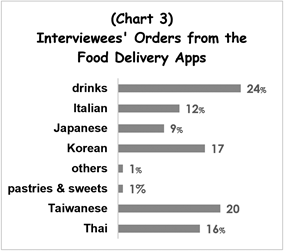 (Chart 3)
Interviewees' Orders from the
Food Delivery Apps
drinks 24%
Italian 12%
Japanese 9%
Korean 17
others 1%
pastries & sweets 1%
Taiwanese 20
Thai 16%